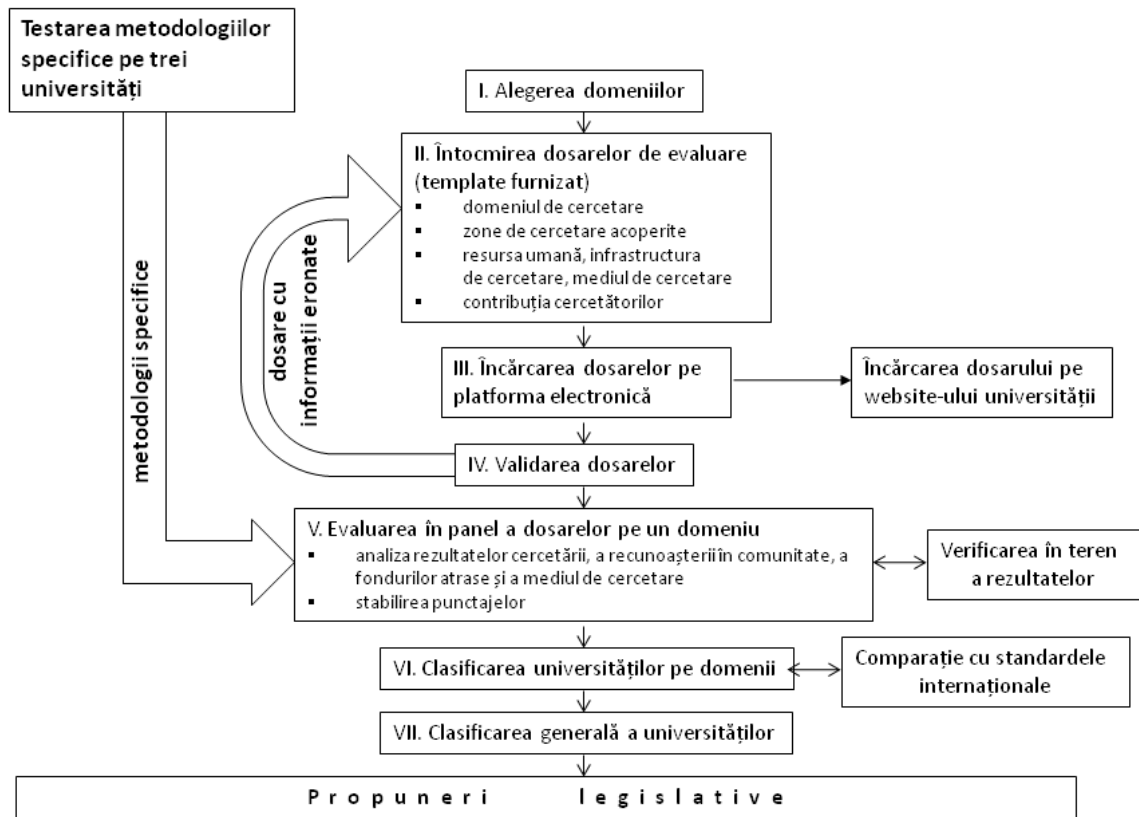 Testarea metodologiilor
specifice pe trei
universități
I. Alegerea domeniilor
II. Întocmirea dosarelor de evaluare
(template furnizat)
▪ domeniul de cercetare
▪ zone de cercetare acoperite
▪ resursa umană, infrastructura
de cercetare, mediul de cercetare
▪ contribuția cercetătorilor
metodologii specifice
dosare cu
informații eronate
III. Încărcarea dosarelor pe
platforma electronică
Încărcarea dosarului pe
website-ului universității
IV. Validarea dosarelor
V. Evaluarea în panel a dosarelor pe un domeniu
▪ analiza rezultatelor cercetării, a recunoașterii în comunitate, a
fondurilor atrase și a mediul de cercetare
▪ stabilirea punctajelor
Verificarea în teren
a rezultatelor
VI. Clasificarea universităților pe domenii
Comparație cu standardele
internaționale
VII. Clasificarea generală a universităților
Propuneri legislative